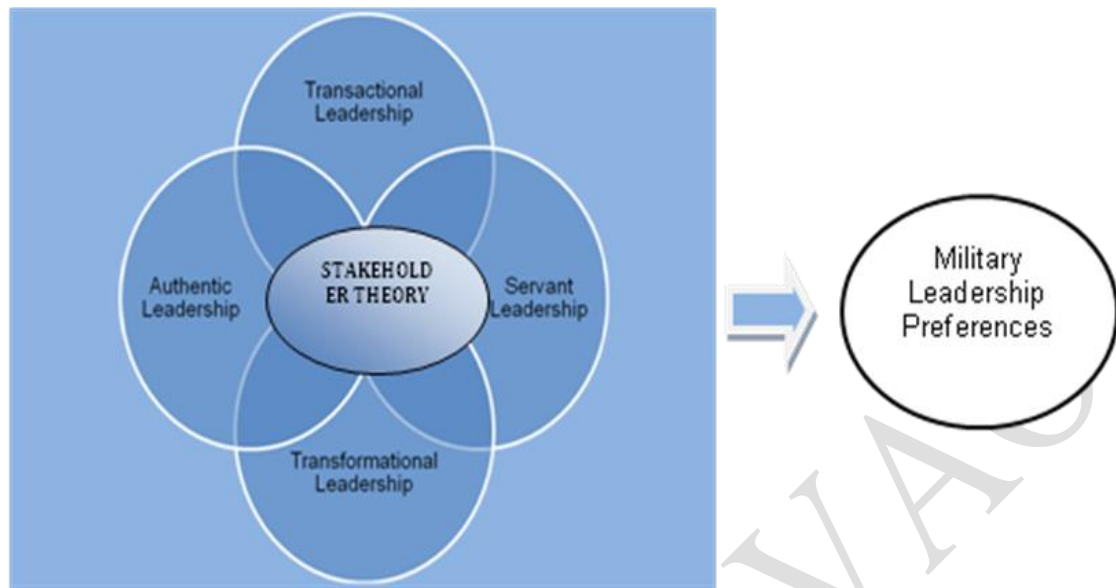 Transactional
Leadership
Authentic
Leadership
STAKEHOLD
ER THEORY
Servant
Leadership
Transformational
Leadership
Military
Leadership
Preferences